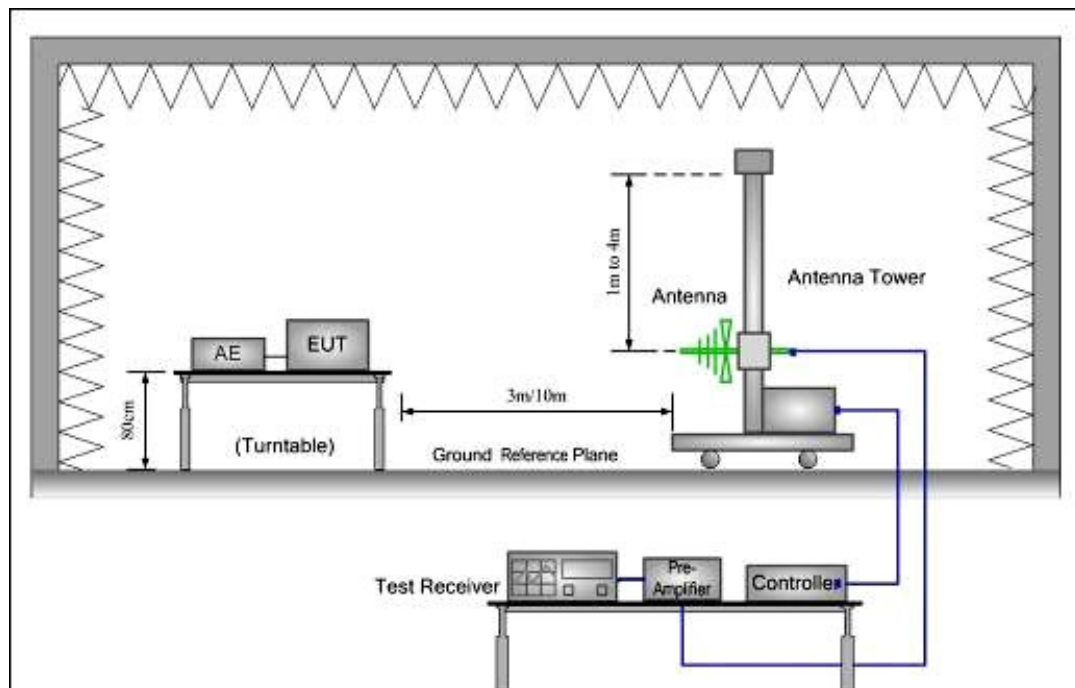 1m to 4m
Antenna
Antenna Tower
AE
EUT
80cm
(Turntable)
3m/10m
Ground Reference Plane
Test Receiver
Pre-
Amplifier
Controller